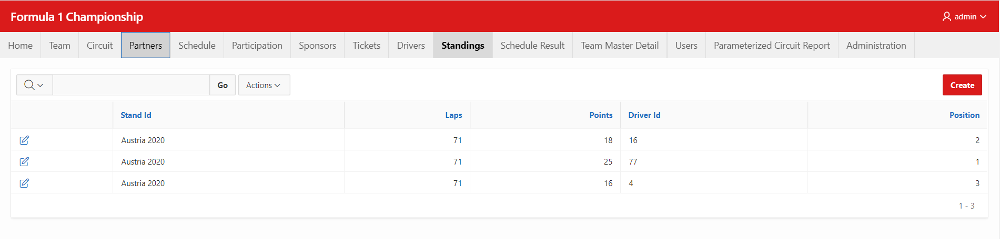 Formula 1 Championship admin
Home Team Circuit Partners Schedule Participation Sponsors Tickets Drivers Standings Schedule Result Team Master Detail Users Parameterized Circuit Report Administration
Go Actions Create
Stand Id Laps Points Driver Id Position
Austria 2020 71 18 16 2
Austria 2020 71 25 77 1
Austria 2020 71 16 4 3
1 - 3